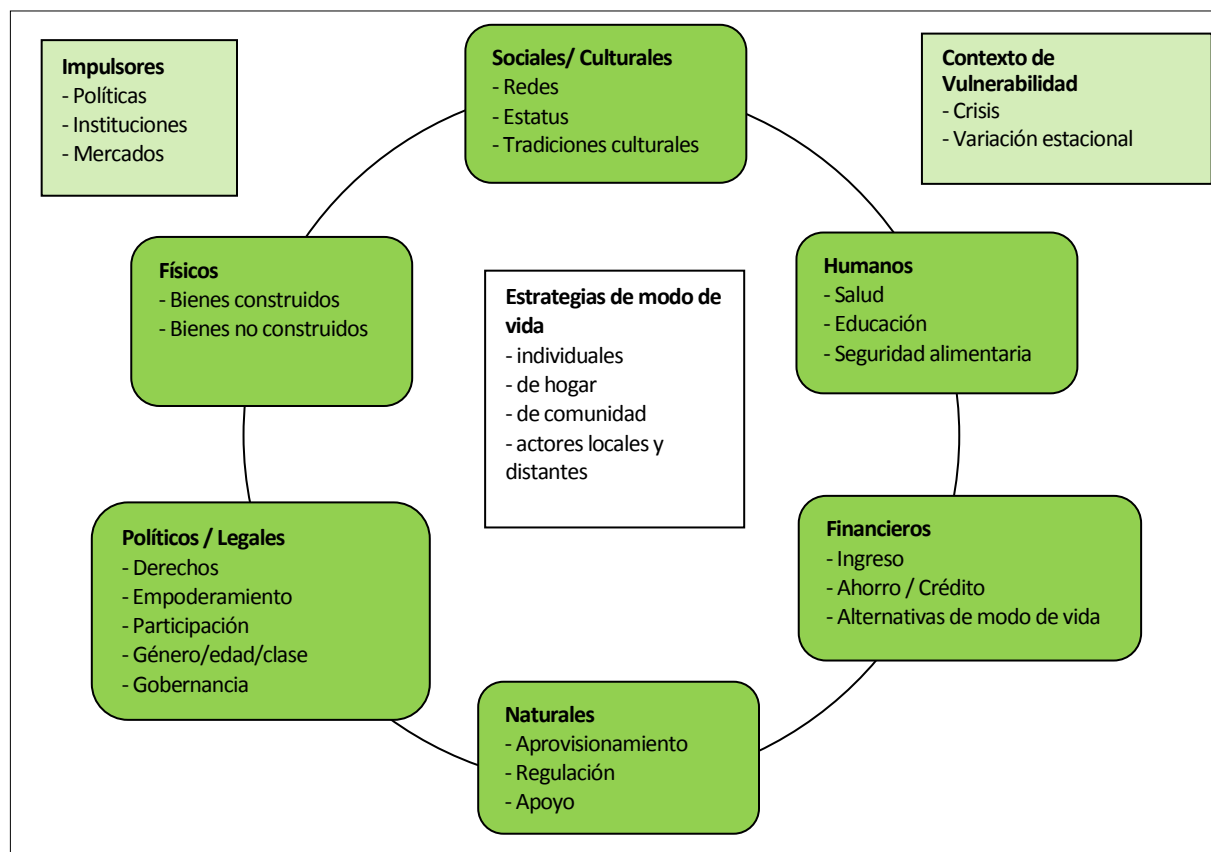 Impulsores
- Políticas
- Instituciones
- Mercados
Sociales/ Culturales
- Redes
- Estatus
- Tradiciones culturales
Contexto de
Vulnerabilidad
- Crisis
- Variación estacional
Físicos
- Bienes construidos
- Bienes no construidos
Estrategias de modo de
vida
- individuales
- de hogar
- de comunidad
- actores locales y
distantes
Humanos
- Salud
- Educación
- Seguridad alimentaria
Políticos / Legales
- Derechos
- Empoderamiento
- Participación
- Género/edad/clase
- Gobernancia
Financieros
- Ingreso
- Ahorro / Crédito
- Alternativas de modo de vida
Naturales
- Aprovisionamiento
- Regulación
- Apoyo